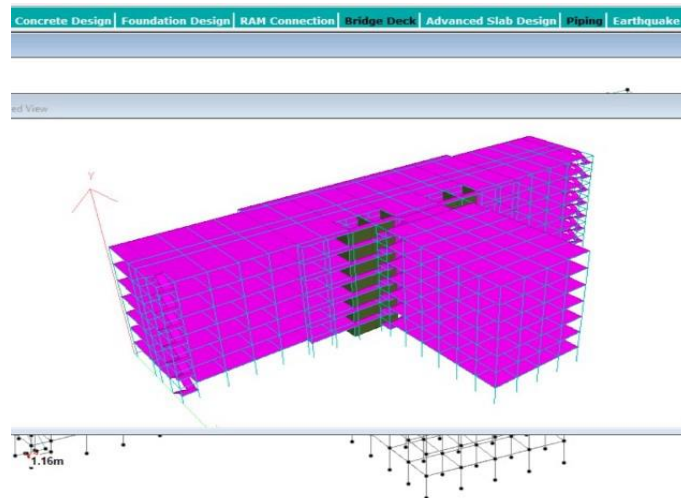 Concrete Design | Foundation Design | RAM Connection | Bridge Deck | Advanced Slab Design | Piping | Earthquake
ed View
Y
1.16m